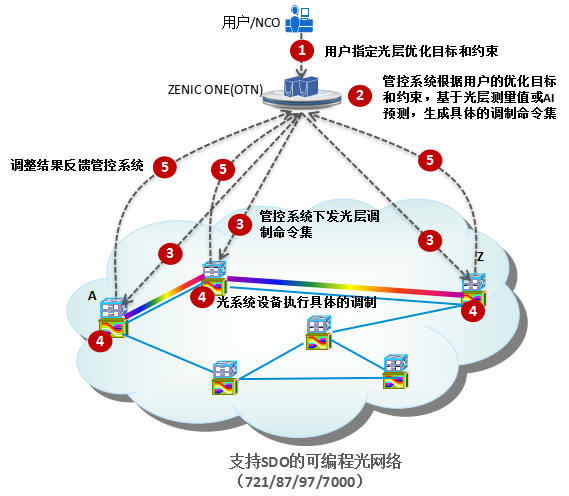 用户/NCO
1
用户指定光层优化目标和约束
ZENIC ONE(OTN)
2
管控系统根据用户的优化目标
和约束，基于光层测量值或AI
预测，生成具体的调制命令集
5
5
5
调整结果反馈管控系统
管控系统下发光层调
制命令集
3
3
3
A
Z
4
光系统设备执行具体的调制
4
4
支持SDO的可编程光网络
（721/87/97/7000）